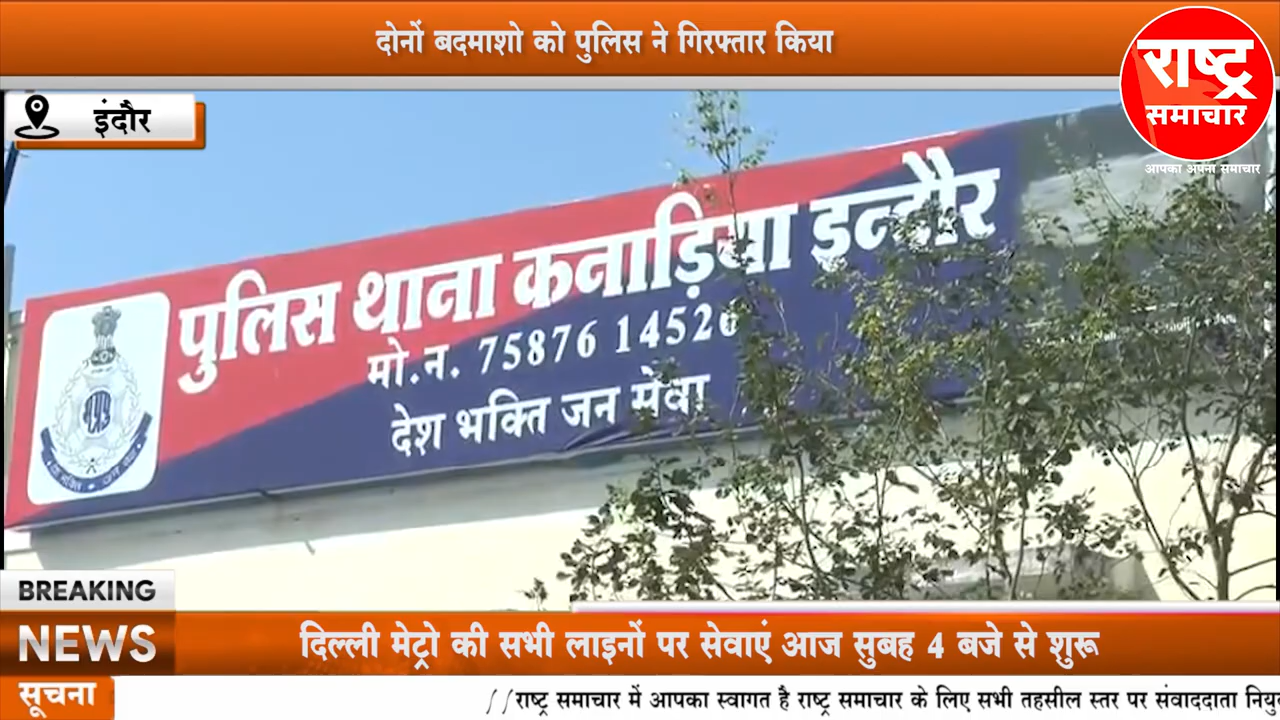 दोनों बदमाशो को पुलिस ने गिरफ्तार किया
राष्ट्र
समाचार
आपका अपना समाचार
इंदौर
पुलिस थाना कनाड़िया इन्दौर
मो.न. 75876 14526
देश भक्ति जन सेवा
BREAKING
NEWS
दिल्ली मेट्रो की सभी लाइनों पर सेवाएं आज सुबह 4 बजे से शुरू
सूचना
//राष्ट्र समाचार में आपका स्वागत है राष्ट्र समाचार के लिए सभी तहसील स्तर पर संवाददाता नियु